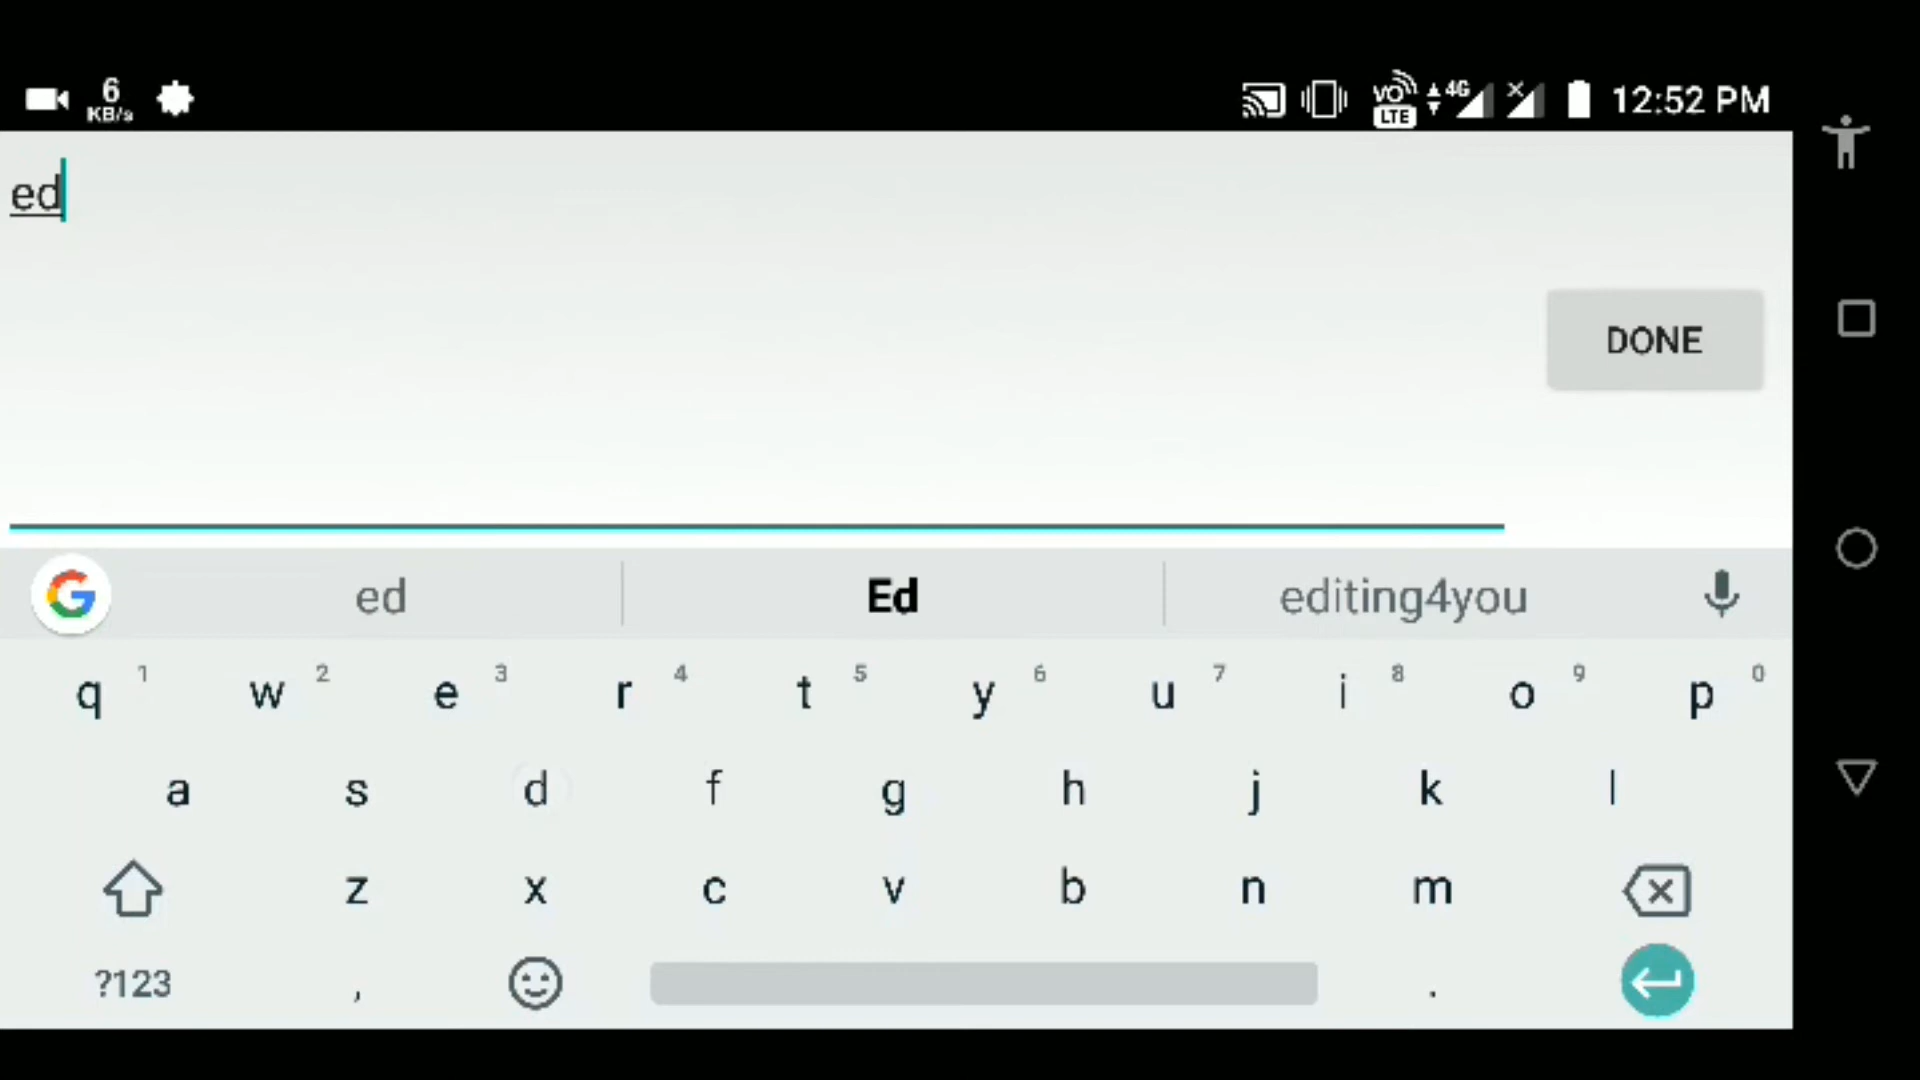 6 KB/s VO LTE 4G 12:52 PM
ed
DONE
G ed Ed editing4you
q 1 w 2 e 3 r 4 t 5 y 6 u 7 i 8 o 9 p 0
a s d f g h j k l
z x c v b n m
?123 , .